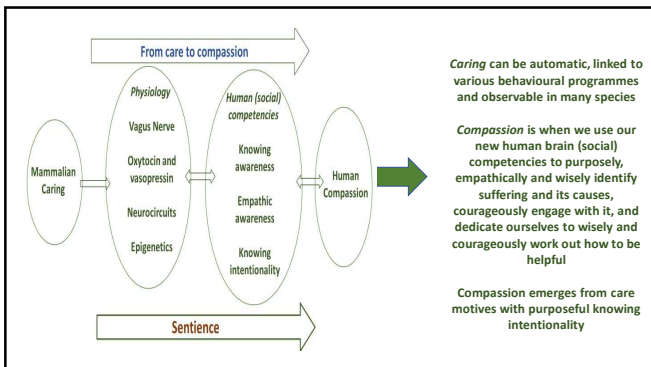 From care to compassion
Mammalian
Caring
Physiology
Vagus Nerve
Oxytocin and
vasopressin
Neurocircuits
Epigenetics
Human (social)
competencies
Knowing
awareness
Empathic
awareness
Knowing
intentionality
Human
Compassion
Sentience
Caring can be automatic, linked to
various behavioural programmes
and observable in many species
Compassion is when we use our
new human brain (social)
competencies to purposely,
empathically and wisely identify
suffering and its causes,
courageously engage with it, and
dedicate ourselves to wisely and
courageously work out how to be
helpful
Compassion emerges from care
motives with purposeful knowing
intentionality